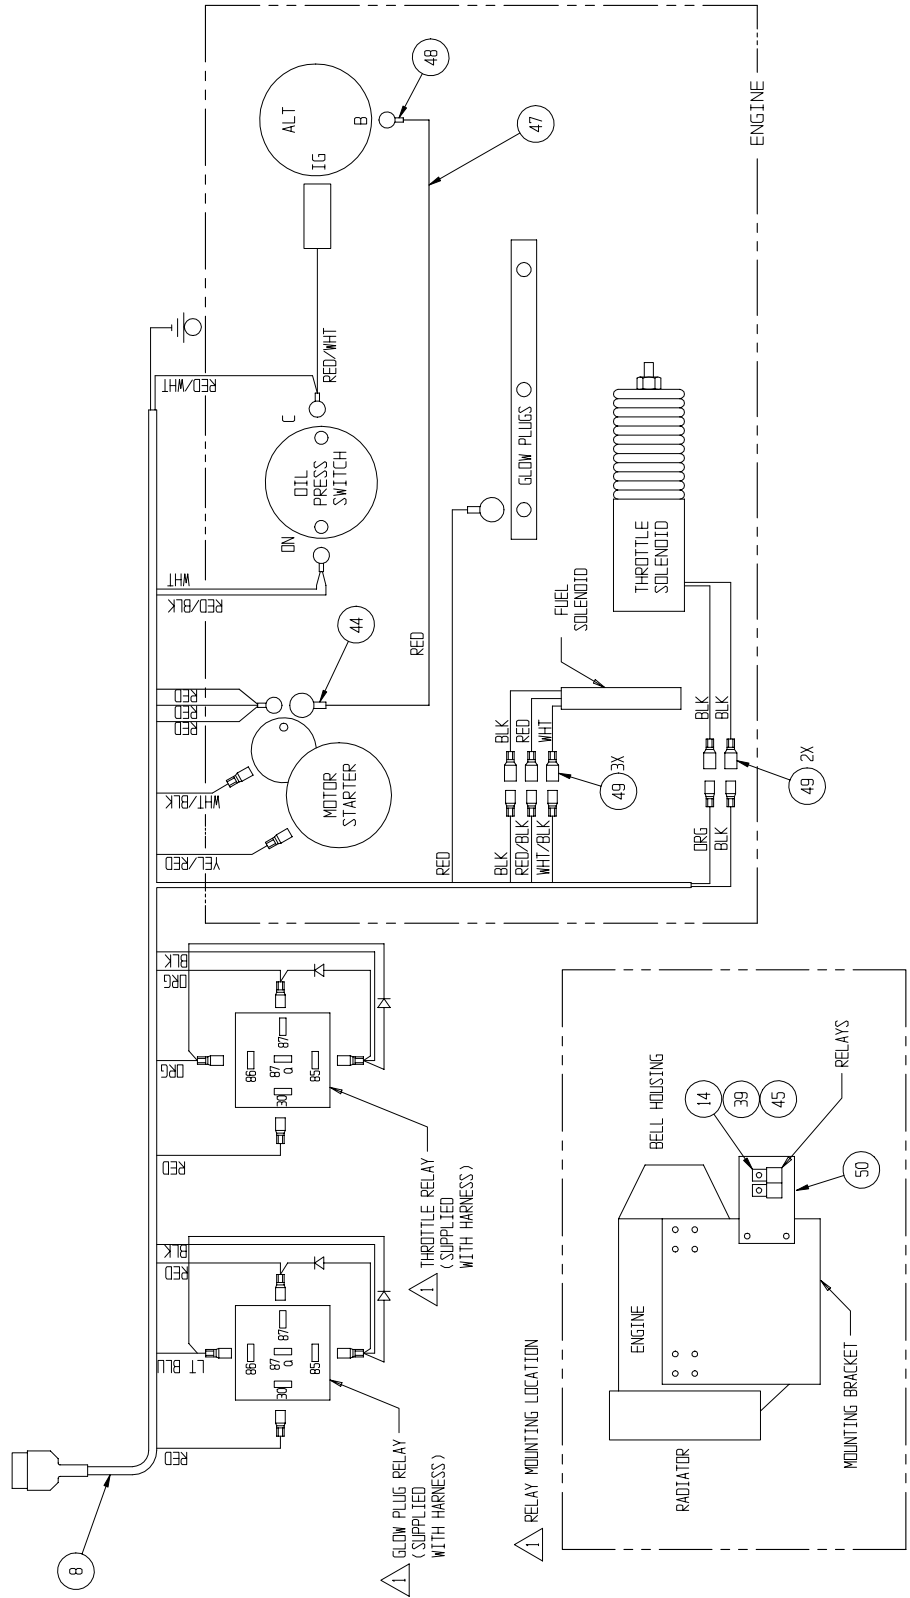 8
RED
LT BLU
RED
BLK
86
87
a
30
85
87
1
GLOW PLUG RELAY
(SUPPLIED
WITH HARNESS)
RED
ORG
ORG
BLK
86
87
a
30
85
87
1
THROTTLE RELAY
(SUPPLIED
WITH HARNESS)
YEL/RED
WHT/BLK
RED
RED
RED
MOTOR
STARTER
44
RED/BLK
WHT
ON
OIL
PRESS
SWITCH
C
RED/WHT
RED/WHT
IG
ALT
B
48
47
RED
RED
GLOW PLUGS
BLK
RED/BLK
WHT/BLK
BLK
RED
WHT
49
3X
FUEL
SOLENOID
THROTTLE
SOLENOID
ORG
BLK
BLK
BLK
49
2X
ENGINE
1
RELAY MOUNTING LOCATION
RADIATOR
ENGINE
BELL HOUSING
14
39
45
RELAYS
50
MOUNTING BRACKET